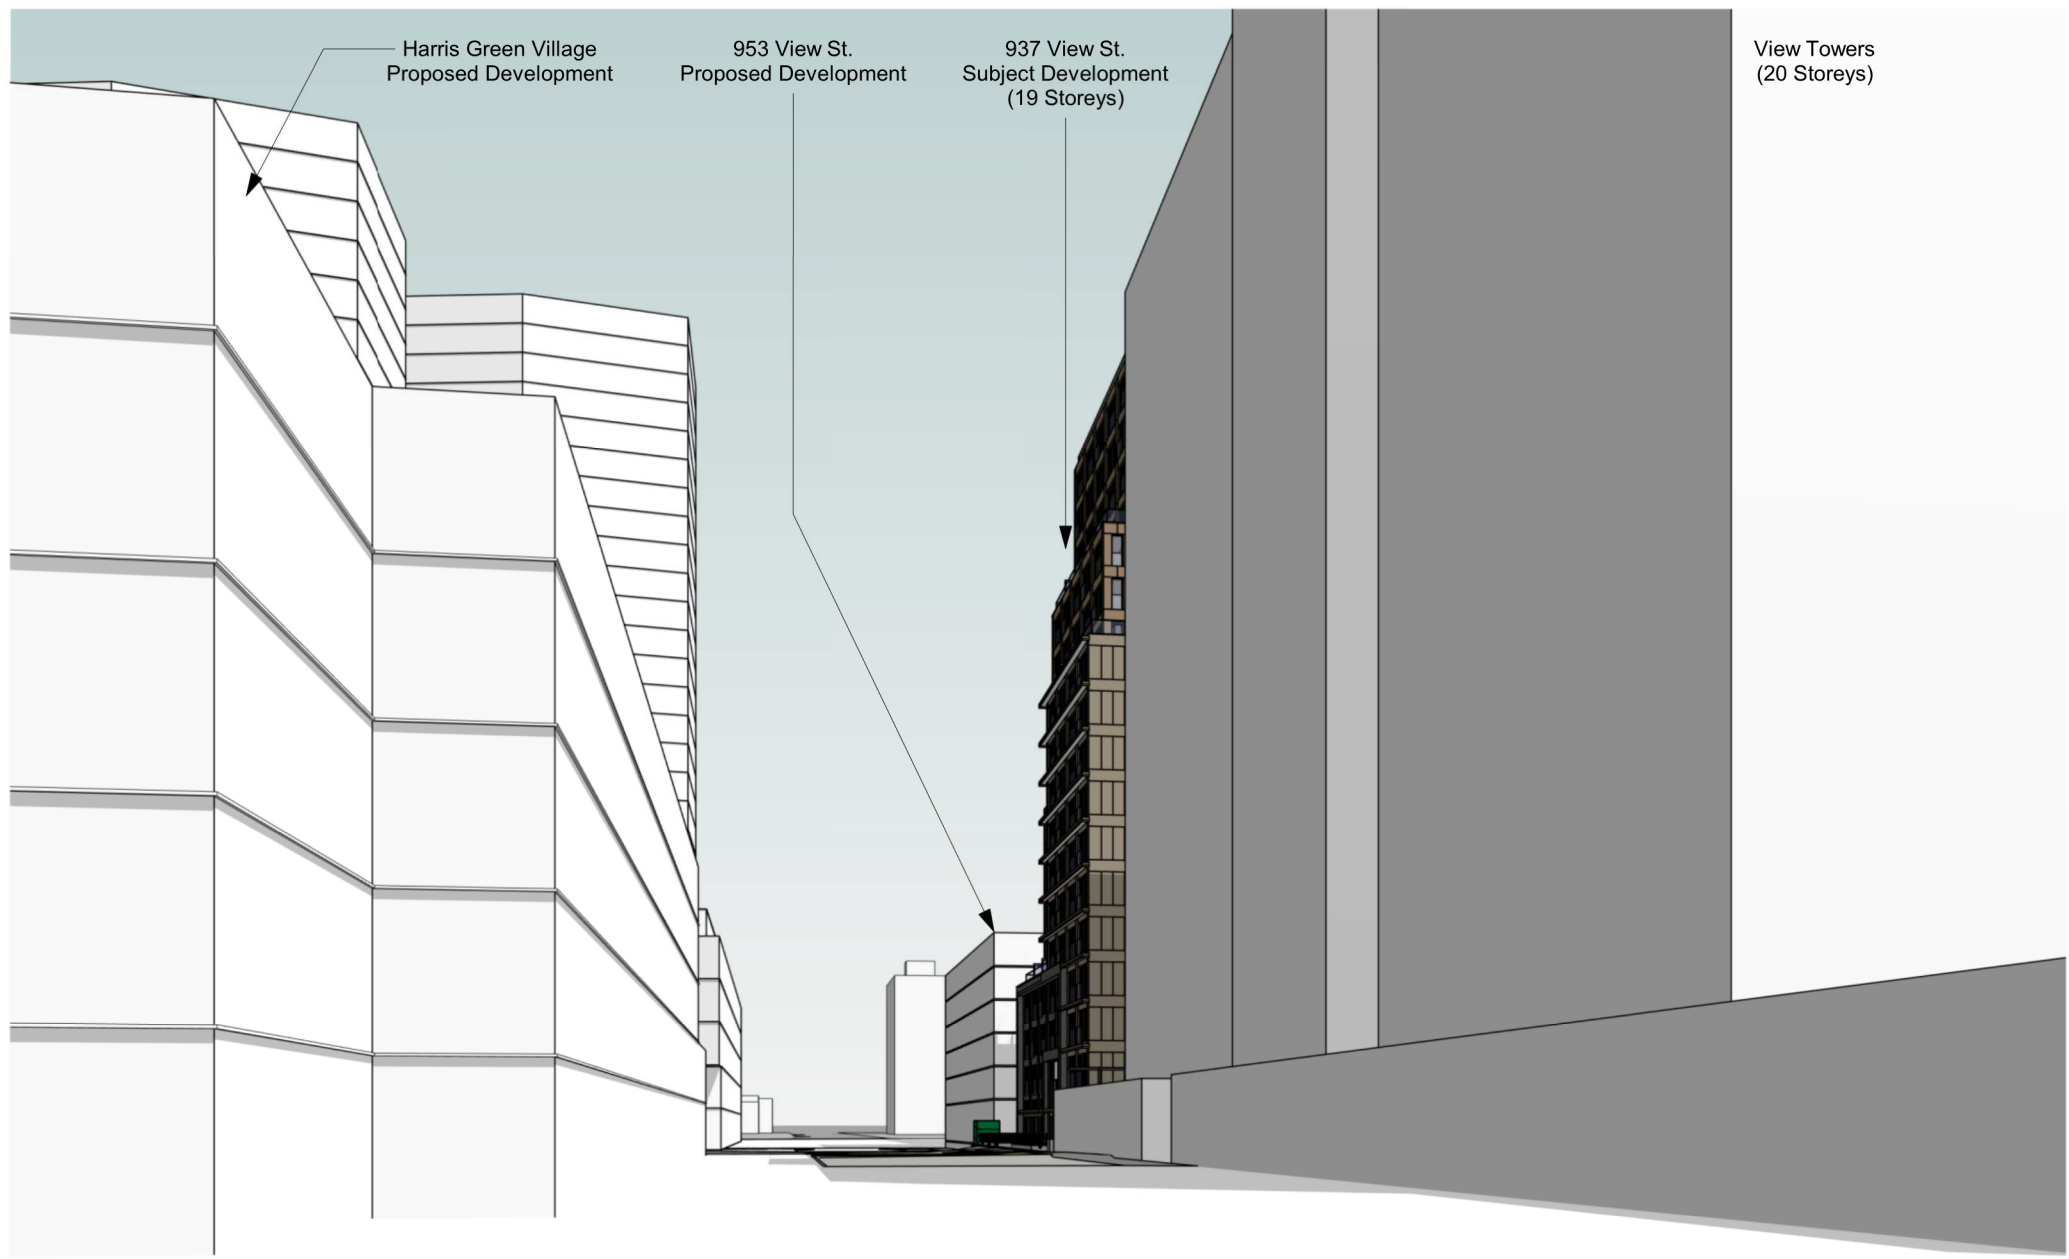 Harris Green Village
Proposed Development
953 View St.
Proposed Development
937 View St.
Subject Development
(19 Storeys)
View Towers
(20 Storeys)